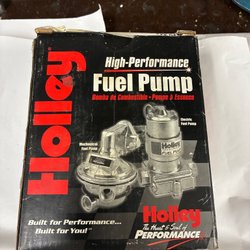 Holley
High-Performance
Fuel Pump
Bomba de Combustible • Pompe à Essence
Mechanical
Fuel Pump
Electric
Fuel Pump
Built for Performance...
Built for You!™
Holley
The Heart & Soul of
PERFORMANCE